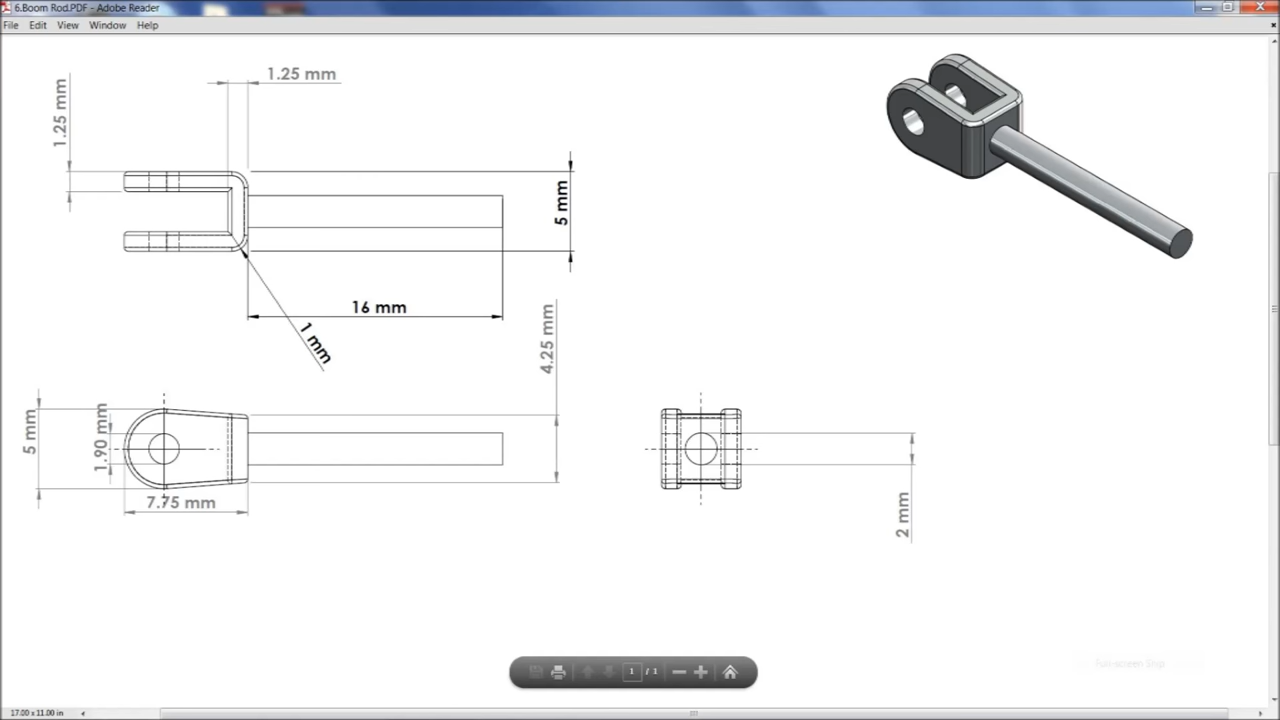 6.Boom Rod.PDF - Adobe Reader
File Edit View Window Help
1.25 mm
1.25 mm
5 mm
16 mm
1 mm
4.25 mm
5 mm
1.90 mm
7.75 mm
2 mm
1 / 1
17.00 x 11.00 in